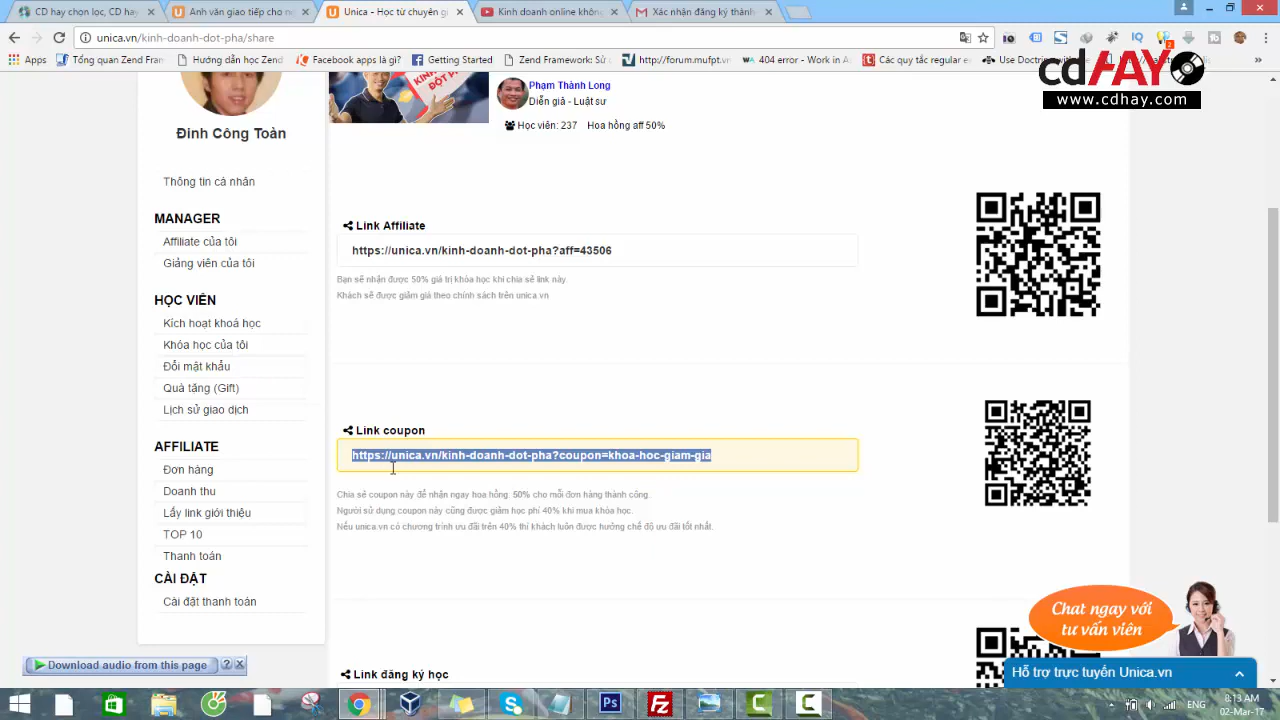 CD hay chọn lọc, CD hay
Anh văn giao tiếp cho n
Unica - Học từ chuyên gi
Kinh doanh online không
Xác nhận đăng ký thành
unica.vn/kinh-doanh-dot-pha/share
Apps
Tổng quan Zend Fram
Hướng dẫn học Zend
Facebook apps là gì?
Getting Started
Zend Framework: S
http://forum.mufpt.vn
404 error - Work in A
Các quy tắc regular e
Use Doctrine
cdHAY
www.cdhay.com
KINH
ĐỘT PHÁ
Phạm Thành Long
Diễn giả - Luật sư
Học viên: 237 Hoa hồng aff 50%
Đinh Công Toàn
Thông tin cá nhân
MANAGER
Affiliate của tôi
Giảng viên của tôi
HỌC VIÊN
Kích hoạt khoá học
Khóa học của tôi
Đổi mật khẩu
Quà tặng (Gift)
Lịch sử giao dịch
AFFILIATE
Đơn hàng
Doanh thu
Lấy link giới thiệu
TOP 10
Thanh toán
CÀI ĐẶT
Cài đặt thanh toán
Link Affiliate
https://unica.vn/kinh-doanh-dot-pha?aff=43506
Bạn sẽ nhận được 50% giá trị khóa học khi chia sẻ link này
Khách sẽ được giảm giá theo chính sách trên unica.vn
Link coupon
https://unica.vn/kinh-doanh-dot-pha?coupon=khoa-hoc-giam-gia
Chia sẻ coupon này để nhận ngay hoa hồng 50% cho mỗi đơn hàng thành công.
Người sử dụng coupon này cũng được giảm học phí 40% khi mua khóa học.
Nếu unica.vn có chương trình ưu đãi trên 40% thì khách luôn được hưởng chế độ ưu đãi tốt nhất.
Link đăng ký học
Chat ngay với
tư vấn viên
Hỗ trợ trực tuyến Unica.vn
Download audio from this page
? ×
ENG
8:13 AM
02-Mar-17